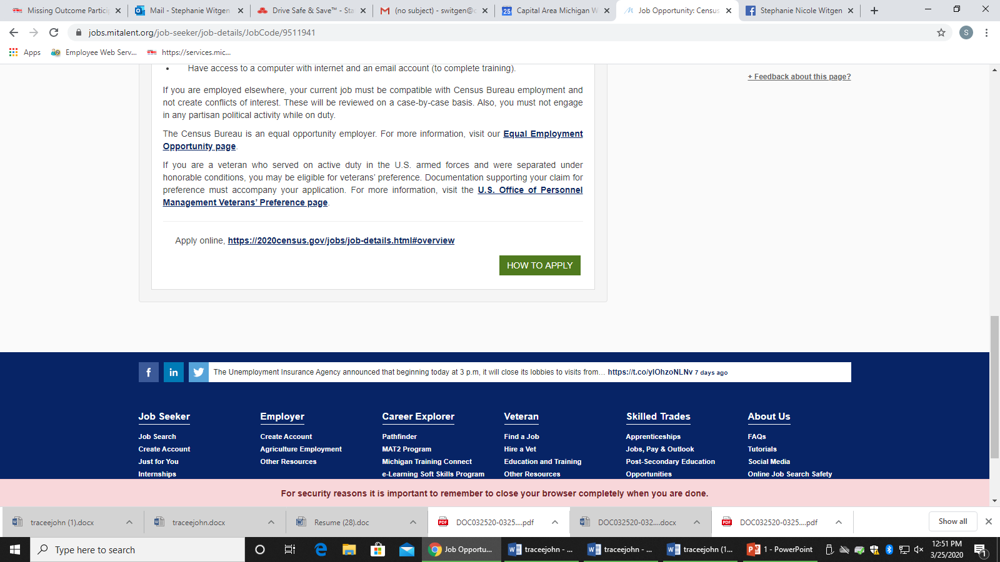 Missing Outcome Partici
Mail - Stephanie Witgen
Drive Safe & Save™ - Sta
(no subject) - switgen@c
Capital Area Michigan W
Job Opportunity: Census
Stephanie Nicole Witgen
jobs.mitalent.org/job-seeker/job-details/JobCode/9511941
S
Apps
Employee Web Serv...
https://services.mic...
• Have access to a computer with internet and an email account (to complete training).
+ Feedback about this page?
If you are employed elsewhere, your current job must be compatible with Census Bureau employment and
not create conflicts of interest. These will be reviewed on a case-by-case basis. Also, you must not engage
in any partisan political activity while on duty.
The Census Bureau is an equal opportunity employer. For more information, visit our Equal Employment
Opportunity page.
If you are a veteran who served on active duty in the U.S. armed forces and were separated under
honorable conditions, you may be eligible for veterans' preference. Documentation supporting your claim for
preference must accompany your application. For more information, visit the U.S. Office of Personnel
Management Veterans' Preference page.
Apply online, https://2020census.gov/jobs/job-details.html#overview
HOW TO APPLY
The Unemployment Insurance Agency announced that beginning today at 3 p.m, it will close its lobbies to visits from... https://t.co/ylOhzoNLNv 7 days ago
Job Seeker
Job Search
Create Account
Just for You
Internships
Employer
Create Account
Agriculture Employment
Other Resources
Career Explorer
Pathfinder
MAT2 Program
Michigan Training Connect
e-Learning Soft Skills Program
Veteran
Find a Job
Hire a Vet
Education and Training
Other Resources
Skilled Trades
Apprenticeships
Jobs, Pay & Outlook
Post-Secondary Education
Opportunities
About Us
FAQs
Tutorials
Social Media
Online Job Search Safety
For security reasons it is important to remember to close your browser completely when you are done.
traceejohn (1).docx
traceejohn.docx
Resume (28).doc
DOC032520-0325....pdf
DOC032520-032....docx
DOC032520-0325....pdf
Show all
Type here to search
Job Opportu...
traceejohn - ...
traceejohn - ...
traceejohn (1...
1 - PowerPoint
12:51 PM
3/25/2020
1